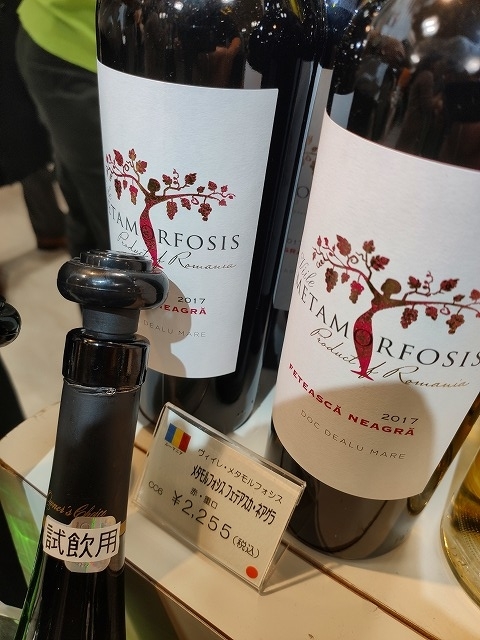 METAMORFOSIS
Product of Romania
2017
NEAGRĂ
DEALU MARE
Viile
METAMORFOSIS
Product of Romania
2017
FETEASCĂ NEAGRĂ
DOC DEALU MARE
ヴィイレ・メタモルフォシス
メタモルフォシス フェテアスカ・ネアグラ
赤・重口
006 ¥2,255(税込)
試飲用